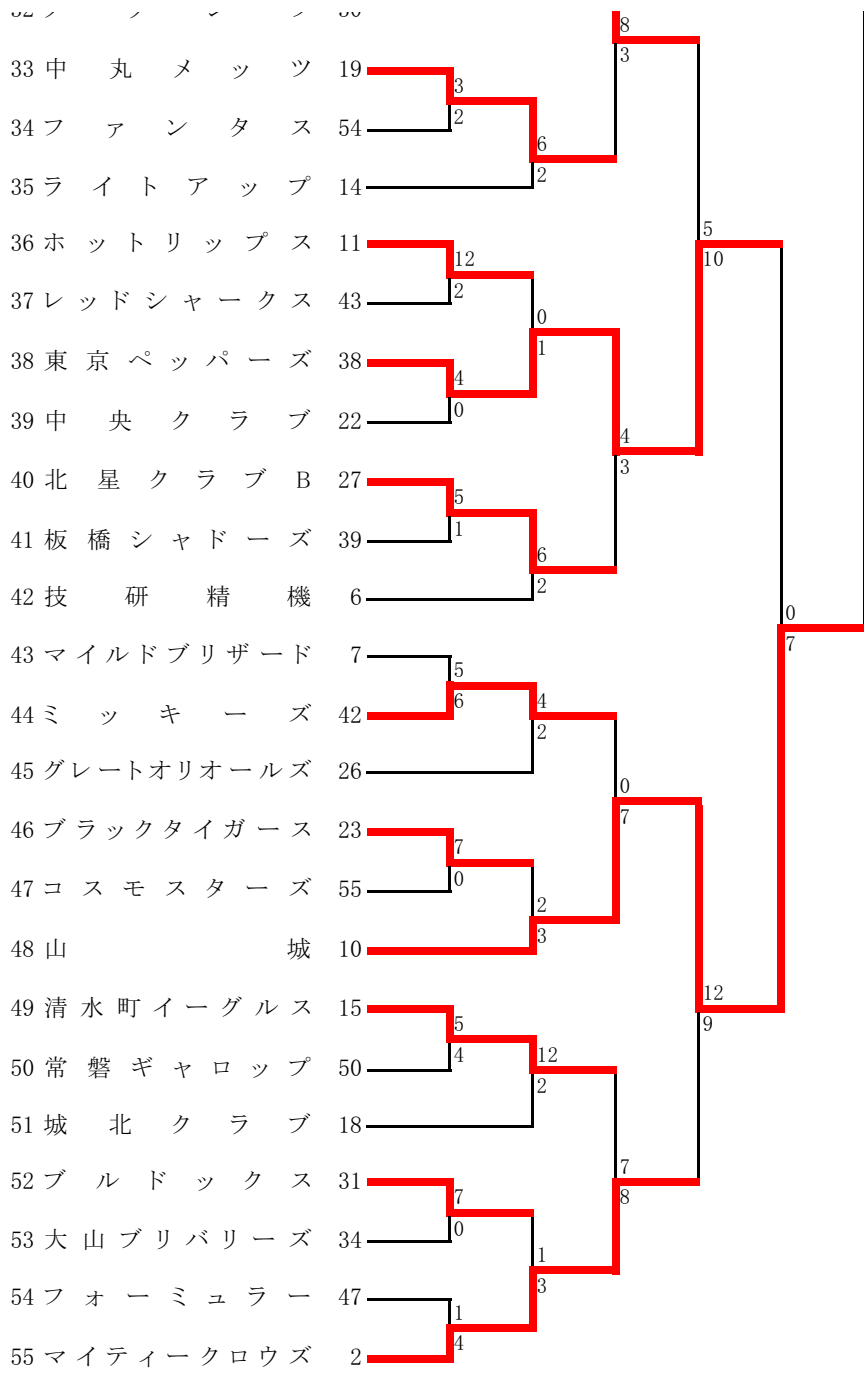 8
3
33 中丸メッツ 19
3
2
34 ファンタス 54
6
2
35 ライトアップ 14
36 ホットリップス 11
5
10
12
2
37 レッドシャークス 43
0
1
38 東京ペッパーズ 38
4
0
39 中央クラブ 22
4
3
40 北星クラブB 27
5
1
41 板橋シャドーズ 39
6
2
42 技研精機 6
0
7
43 マイルドブリザード 7
5
6
44 ミッキーズ 42
4
2
45 グレートオリオールズ 26
0
7
46 ブラックタイガース 23
7
0
47 コスモスターズ 55
2
3
48 山城 10
12
9
49 清水町イーグルス 15
5
4
50 常磐ギャロップ 50
12
2
51 城北クラブ 18
7
8
52 ブルドックス 31
7
0
53 大山ブリバリーズ 34
1
3
54 フォーミュラー 47
1
4
55 マイティークロウズ 2